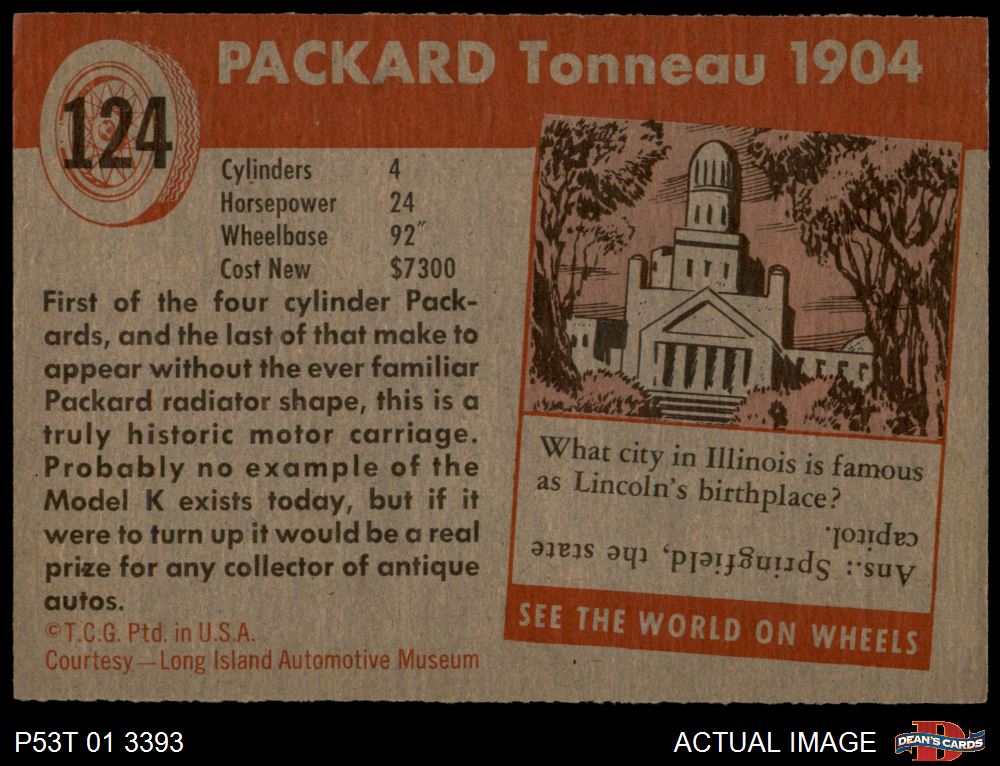 124
PACKARD Tonneau 1904
Cylinders 4
Horsepower 24
Wheelbase 92"
Cost New $7300
First of the four cylinder Pack-
ards, and the last of that make to
appear without the ever familiar
Packard radiator shape, this is a
truly historic motor carriage.
Probably no example of the
Model K exists today, but if it
were to turn up it would be a real
prize for any collector of antique
autos.
©T.C.G. Ptd. in U.S.A.
Courtesy—Long Island Automotive Museum
What city in Illinois is famous
as Lincoln's birthplace?
Ans.: Springfield, the state
capitol.
SEE THE WORLD ON WHEELS
P53T 01 3393
ACTUAL IMAGE
D
DEAN'S CARDS